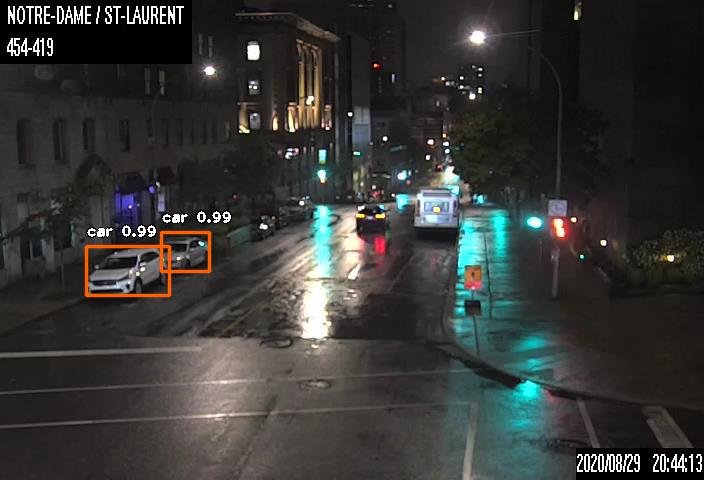 NOTRE-DAME / ST-LAURENT
454-419
car 0.99
car 0.99
2020/08/29 20:44:13